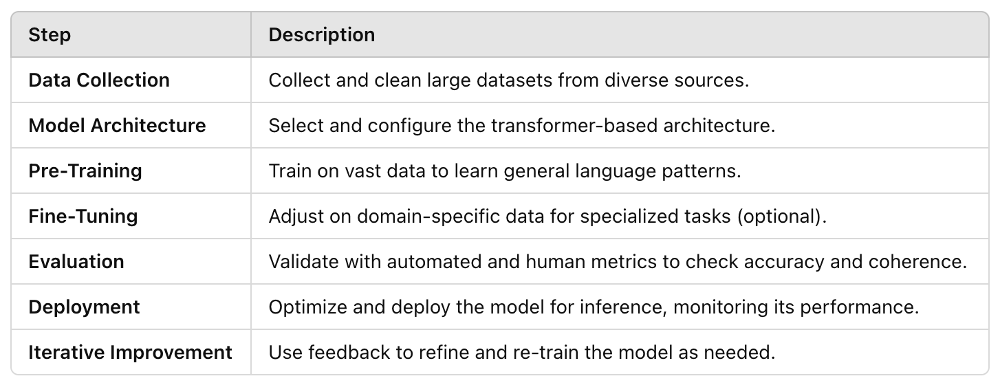 Step Description
Data Collection Collect and clean large datasets from diverse sources.
Model Architecture Select and configure the transformer-based architecture.
Pre-Training Train on vast data to learn general language patterns.
Fine-Tuning Adjust on domain-specific data for specialized tasks (optional).
Evaluation Validate with automated and human metrics to check accuracy and coherence.
Deployment Optimize and deploy the model for inference, monitoring its performance.
Iterative Improvement Use feedback to refine and re-train the model as needed.